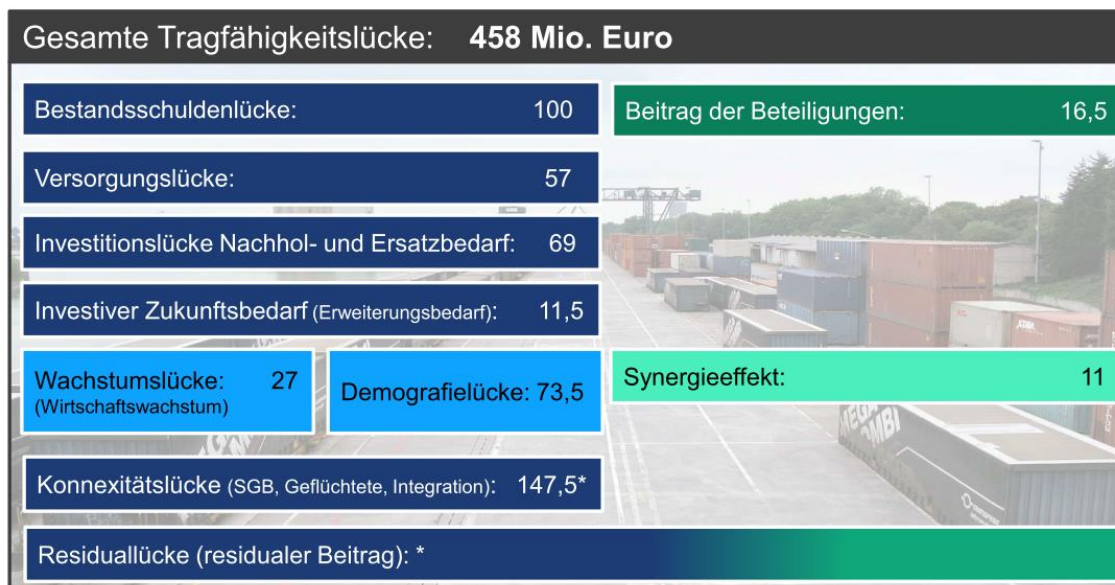 Gesamte Tragfähigkeitslücke: 458 Mio. Euro
Bestandsschuldenlücke: 100
Beitrag der Beteiligungen: 16,5
Versorgungslücke: 57
Investitionslücke Nachhol- und Ersatzbedarf: 69
Investiver Zukunftsbedarf (Erweiterungsbedarf): 11,5
Wachstumslücke: 27
(Wirtschaftswachstum)
Demografielücke: 73,5
Synergieeffekt: 11
Konnexitätslücke (SGB, Geflüchtete, Integration): 147,5*
Residuallücke (residualer Beitrag): *